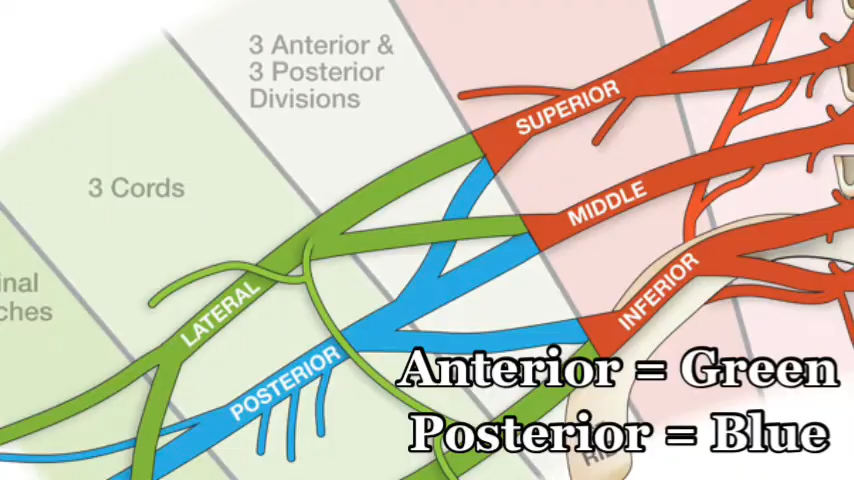 3 Anterior &
3 Posterior
Divisions
SUPERIOR
3 Cords
MIDDLE
INFERIOR
inal
ches
LATERAL
POSTERIOR
Anterior = Green
Posterior = Blue